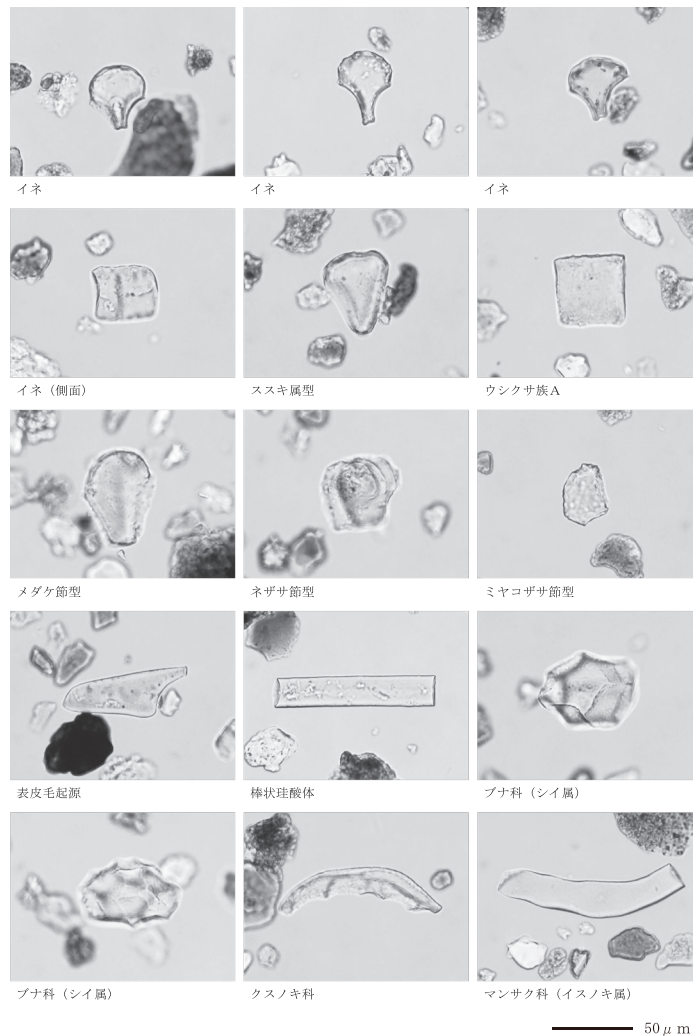 イネ
イネ
イネ
イネ（側面）
ススキ属型
ウシクサ族A
メダケ節型
ネザサ節型
ミヤコザサ節型
表皮毛起源
棒状珪酸体
ブナ科（シイ属）
ブナ科（シイ属）
クスノキ科
マンサク科（イスノキ属）
50μm